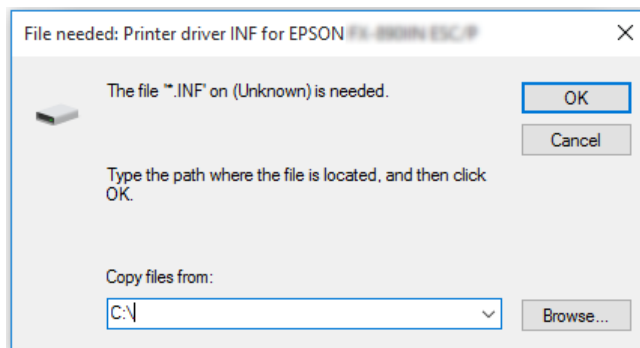 File needed: Printer driver INF for EPSON
The file '*.INF' on (Unknown) is needed.
OK
Cancel
Type the path where the file is located, and then click
OK.
Copy files from:
C:\
Browse...